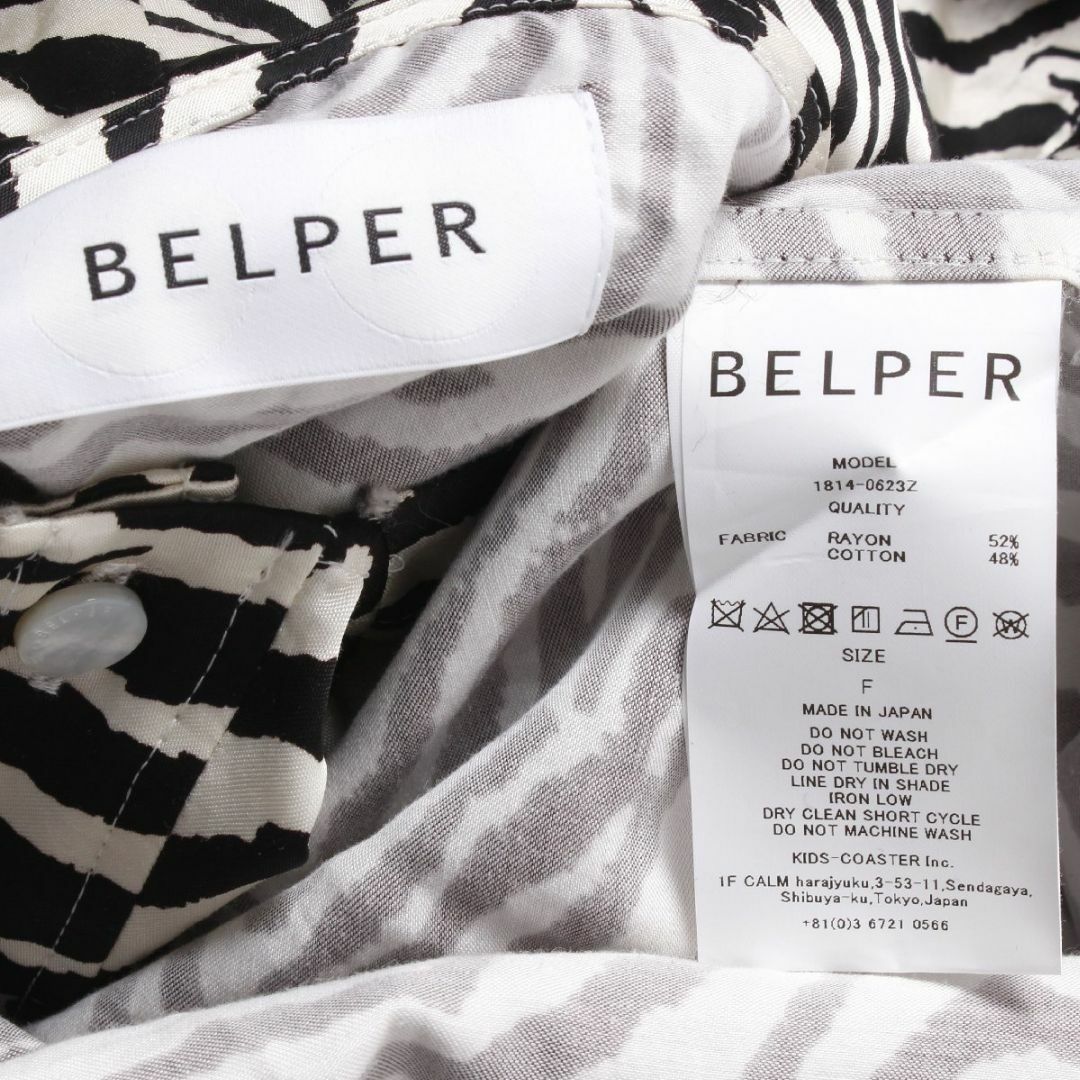 BELPER
BELPER
BELPER
MODEL
1814-0623Z
QUALITY
FABRIC RAYON 52%
COTTON 48%
F
SIZE
F
MADE IN JAPAN
DO NOT WASH
DO NOT BLEACH
DO NOT TUMBLE DRY
LINE DRY IN SHADE
IRON LOW
DRY CLEAN SHORT CYCLE
DO NOT MACHINE WASH
KIDS-COASTER Inc.
1F CALM harajyuku,3-53-11,Sendagaya,
Shibuya-ku,Tokyo,Japan
+81(0)3 6721 0566